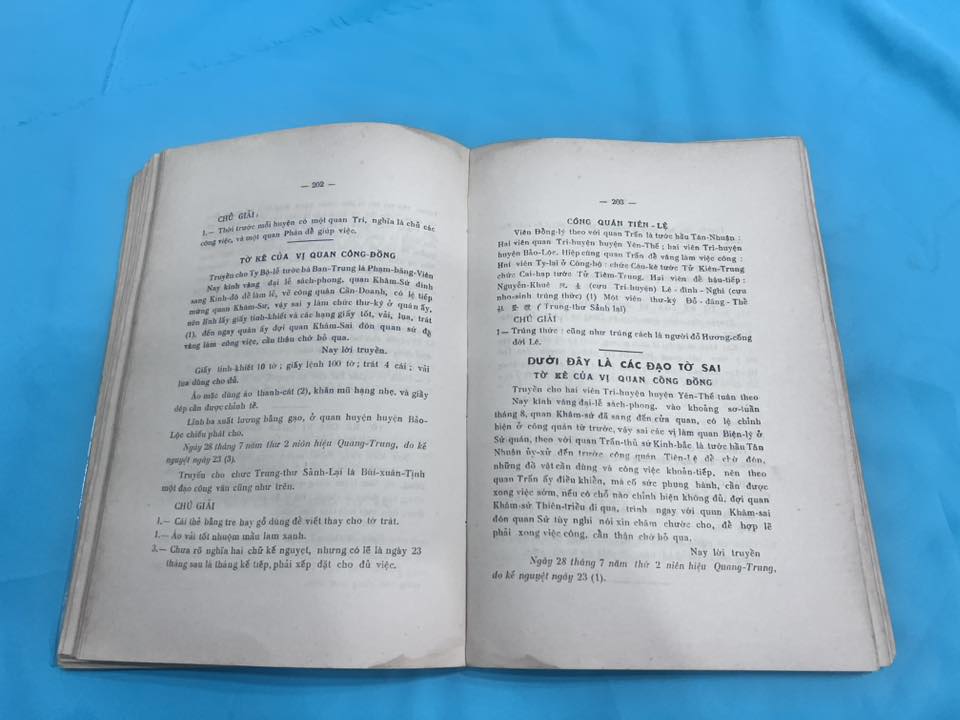 — 202 —
CHÚ GIẢI :
1.— Thời trước mỗi huyện có một quan Tri, nghĩa là chủ các
công việc, và một quan Phán để giúp việc.
TỜ KÊ CỦA VỊ QUAN CÔNG-ĐỒNG
Truyền cho Ty Bộ-lễ tước bá Ban-Trung là Phạm-băng-Viên
Nay kính vâng đại lễ sách-phong, quan Khâm-Sứ đình
sang Kinh-đô để làm lễ, về công quán Cần-Doanh, có lệ tiếp
mừng quan Khâm-Sứ, vậy sai y làm chức thư-ký ở quán ấy,
nên lĩnh lấy giấy tinh-khiết và các hạng giấy tốt, vải, lụa, trát
(1), đến ngay quán ấy đợi quan Khâm-Sai đón quan sứ để
vâng làm công việc, cẩn thận chớ bỏ qua.
Nay lời truyền.
Giấy tinh-khiết 10 tờ ; giấy lệnh 100 tờ ; trát 4 cái ; vải
lụa dùng cho đủ.
Áo mặc dùng áo thanh-cát (2), khăn mũ hạng nhẹ, và giầy
dép cần được chỉnh tề.
Lính ba xuất lương bằng gạo, ở quan huyện huyện Bảo-
Lộc chiếu phát cho.
Ngày 28 tháng 7 năm thư 2 niên hiệu Quang-Trung, do kế
nguyệt ngày 23 (3).
Truyền cho chức Trung-thư Sảnh-Lại là Bùi-xuân-Tịnh
một đạo công văn cũng như trên.
CHÚ GIẢI
1.— Cái thẻ bằng tre hay gỗ dùng để viết thay cho tờ trát.
1.— Áo vải tốt nhuộm mầu lam xanh.
3.— Chưa rõ nghĩa hai chữ kế nguyệt, nhưng có lẽ là ngày 23
tháng sau là tháng kế tiếp, phải xếp đặt cho đủ việc.
— 203 —
CÔNG QUÁN TIÊN-LỆ
Viên Đồng-lý theo với quan Trấn là tước hầu Tân-Nhuận :
Hai viên quan Tri-huyện huyện Yên-Thế ; hai viên Tri-huyện
huyện Bảo-Lộc. Hiệp cùng quan Trấn để vâng làm việc công :
Hai viên Ty-lại ở Công-bộ : chức Câu-kê tước Tử Kiên-Trung
chức Cai-hạp tước Tử Tiêm-Trung. Hai viên đề hậu-tiếp :
Nguyễn-Khuê (cựu Tri-huyện) Lê-đình-Nghi (cựu
nho-sinh trúng thức) (1) Một viên thư-ký Đỗ-đăng-Thế
(Trung-thư Sảnh lại)
CHÚ GIẢI :
1— Trúng thức : cũng như trúng cách là người đỗ Hương-cống
đời Lê.
DƯỚI ĐÂY LÀ CÁC ĐẠO TỜ SAI
TỜ KÊ CỦA VỊ QUAN CÔNG ĐỒNG
Truyền cho hai viên Tri-huyện huyện Yên-Thế tuân theo
Nay kính vâng đại-lễ sách-phong, vào khoảng sơ-tuần
tháng 8, quan Khâm-sứ đã sang đến cửa quan, có lệ chỉnh
biện ở công quán từ trước, vậy sai các vị làm quan Biện-lý ở
Sứ quán, theo với quan Trấn-thủ sứ Kinh-bắc là tước hầu Tân
Nhuận ủy-xử đến trước công quán Tiên-Lệ để chờ đón,
những đồ vật cần dùng và công việc khoản-tiếp, nên theo
quan Trấn ấy điều khiển, mà cố sức phụng hành, cần được
xong việc sớm, nếu có chỗ nào chỉnh biện không đủ, đợi quan
Khâm-sứ Thiên-triều đi qua, trình ngay với quan Khâm-sai
đón quan Sứ tùy nghi nói xin châm chước cho, để hợp lẽ
phải xong việc công, cẩn thận chớ bỏ qua,
Nay lời truyền
Ngày 28 tháng 7 năm thứ 2 niên hiệu Quang-Trung,
do kế nguyệt ngày 23 (1).